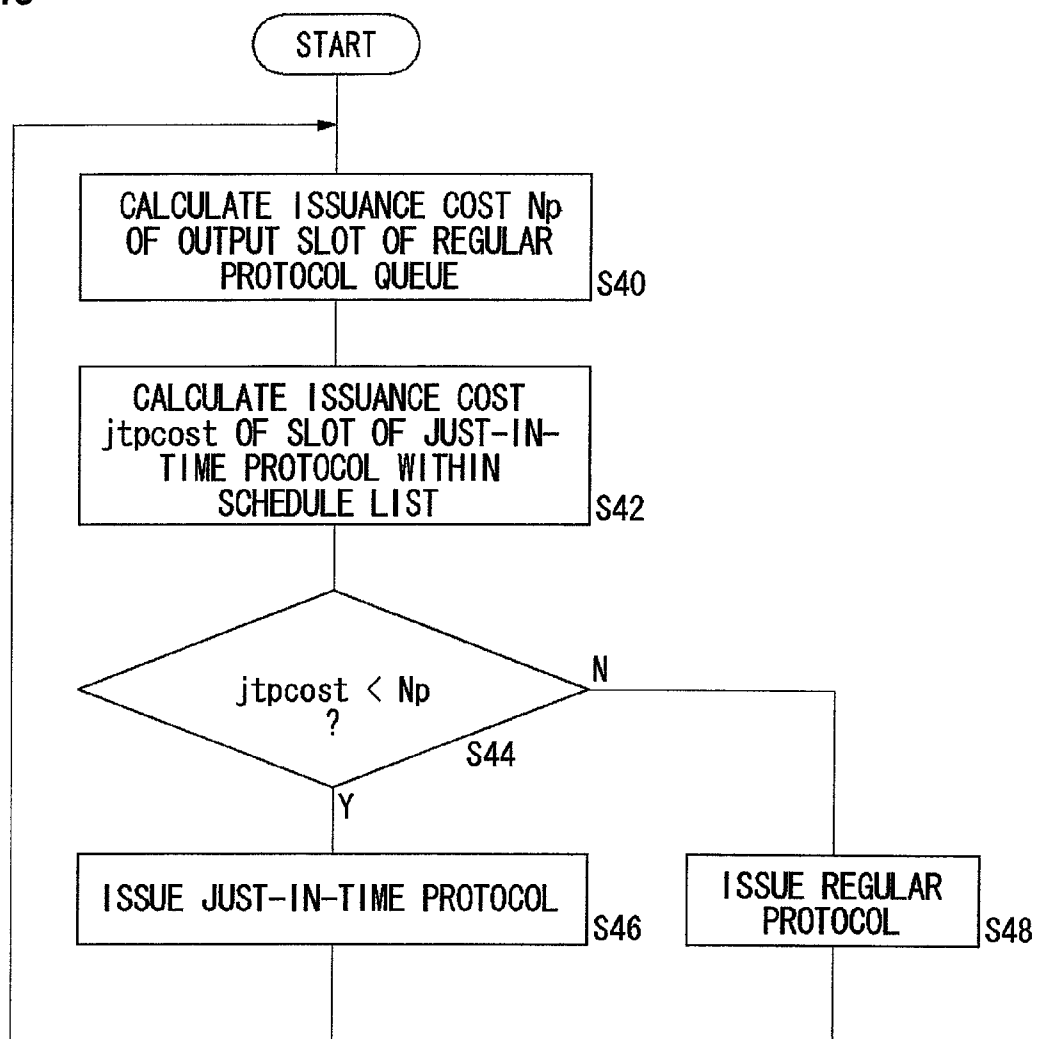 START
CALCULATE ISSUANCE COST Np
OF OUTPUT SLOT OF REGULAR
PROTOCOL QUEUE
S40
CALCULATE ISSUANCE COST
jtpcost OF SLOT OF JUST-IN-
TIME PROTOCOL WITHIN
SCHEDULE LIST
S42
jtpcost < Np
?
S44
N
Y
ISSUE JUST-IN-TIME PROTOCOL
S46
ISSUE REGULAR
PROTOCOL
S48